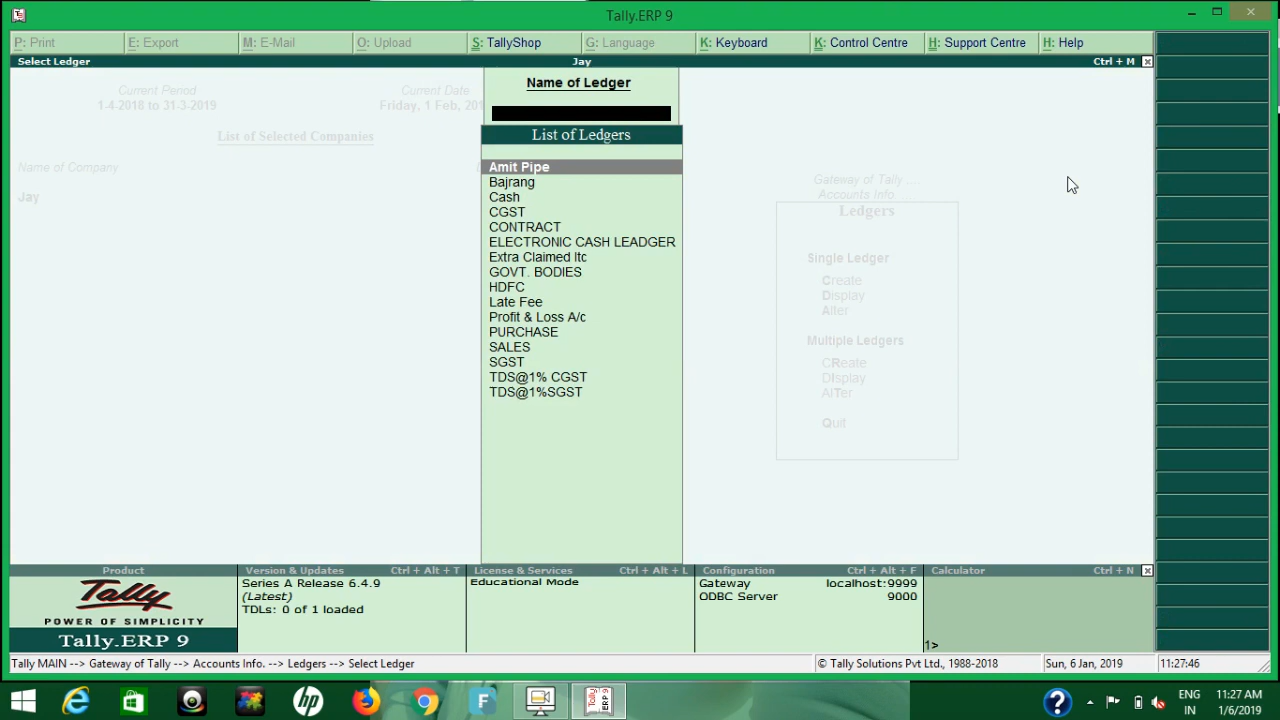 Tally.ERP 9
P: Print
E: Export
M: E-Mail
O: Upload
S: TallyShop
G: Language
K: Keyboard
K: Control Centre
H: Support Centre
H: Help
Select Ledger
Jay
Ctrl + M
Current Period
1-4-2018 to 31-3-2019
Current Date
Friday, 1 Feb, 201
List of Selected Companies
Name of Company
Jay
Name of Ledger
List of Ledgers
Amit Pipe
Bajrang
Cash
CGST
CONTRACT
ELECTRONIC CASH LEADGER
Extra Claimed Itc
GOVT. BODIES
HDFC
Late Fee
Profit & Loss A/c
PURCHASE
SALES
SGST
TDS@1% CGST
TDS@1%SGST
Gateway of Tally ...
Accounts Info.
Ledgers
Single Ledger
Create
Display
Alter
Multiple Ledgers
CReate
DIsplay
AlTer
Quit
Product
Tally
POWER OF SIMPLICITY
Tally.ERP 9
Version & Updates Ctrl + Alt + T
Series A Release 6.4.9
(Latest)
TDLs: 0 of 1 loaded
License & Services Ctrl + Alt + L
Educational Mode
Configuration Ctrl + Alt + F
Gateway localhost:9999
ODBC Server 9000
Calculator Ctrl + N
1>
Tally MAIN --> Gateway of Tally --> Accounts Info. --> Ledgers --> Select Ledger
© Tally Solutions Pvt Ltd., 1988-2018
Sun, 6 Jan, 2019
11:27:46
hp
F
Tally
ENG
IN
11:27 AM
1/6/2019